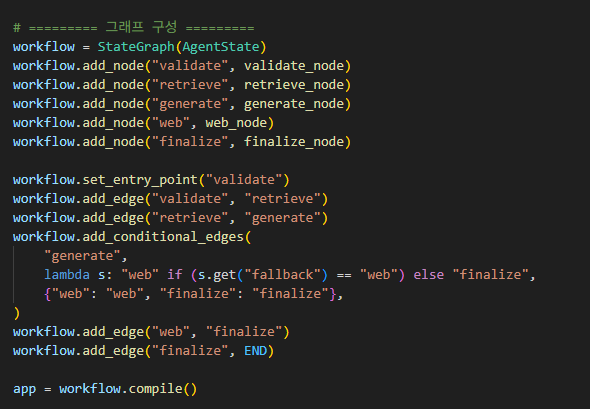 # ========= 그래프 구성 =========
workflow = StateGraph(AgentState)
workflow.add_node("validate", validate_node)
workflow.add_node("retrieve", retrieve_node)
workflow.add_node("generate", generate_node)
workflow.add_node("web", web_node)
workflow.add_node("finalize", finalize_node)

workflow.set_entry_point("validate")
workflow.add_edge("validate", "retrieve")
workflow.add_edge("retrieve", "generate")
workflow.add_conditional_edges(
    "generate",
    lambda s: "web" if (s.get("fallback") == "web") else "finalize",
    {"web": "web", "finalize": "finalize"},
)
workflow.add_edge("web", "finalize")
workflow.add_edge("finalize", END)

app = workflow.compile()